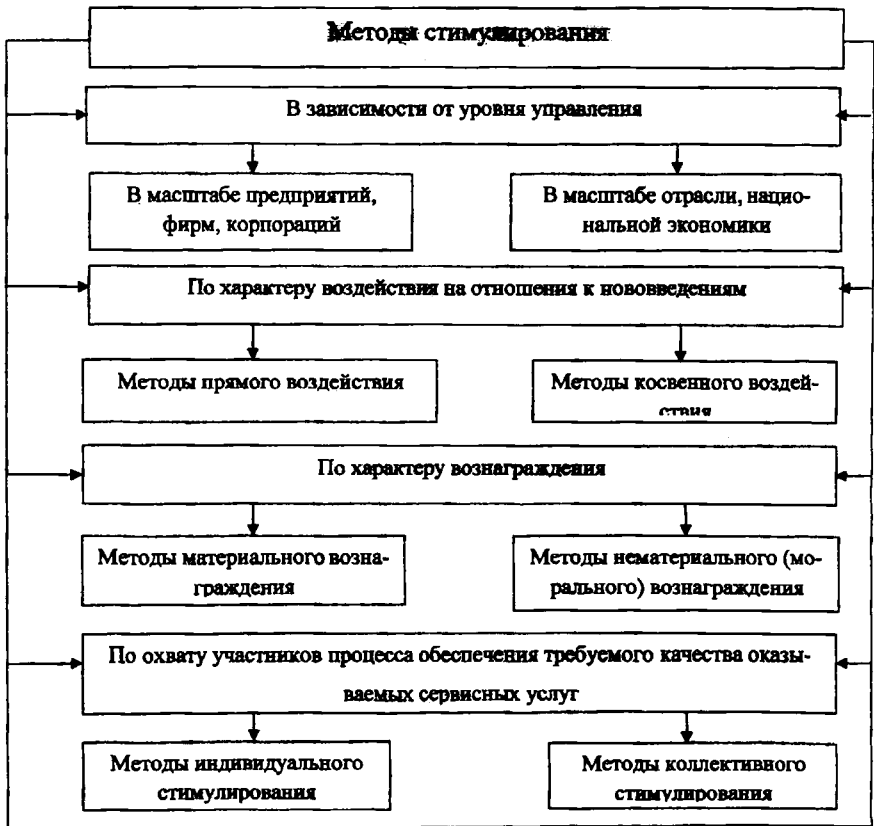 Методы стимулирования
В зависимости от уровня управления
В масштабе предприятий,
фирм, корпораций
В масштабе отрасли, нацио-
нальной экономики
По характеру воздействия на отношения к нововведениям
Методы прямого воздействия
Методы косвенного воздей-
ствия
По характеру вознаграждения
Методы материального возна-
граждения
Методы нематериального (мо-
рального) вознаграждения
По охвату участников процесса обеспечения требуемого качества оказы-
ваемых сервисных услуг
Методы индивидуального
стимулирования
Методы коллективного
стимулирования